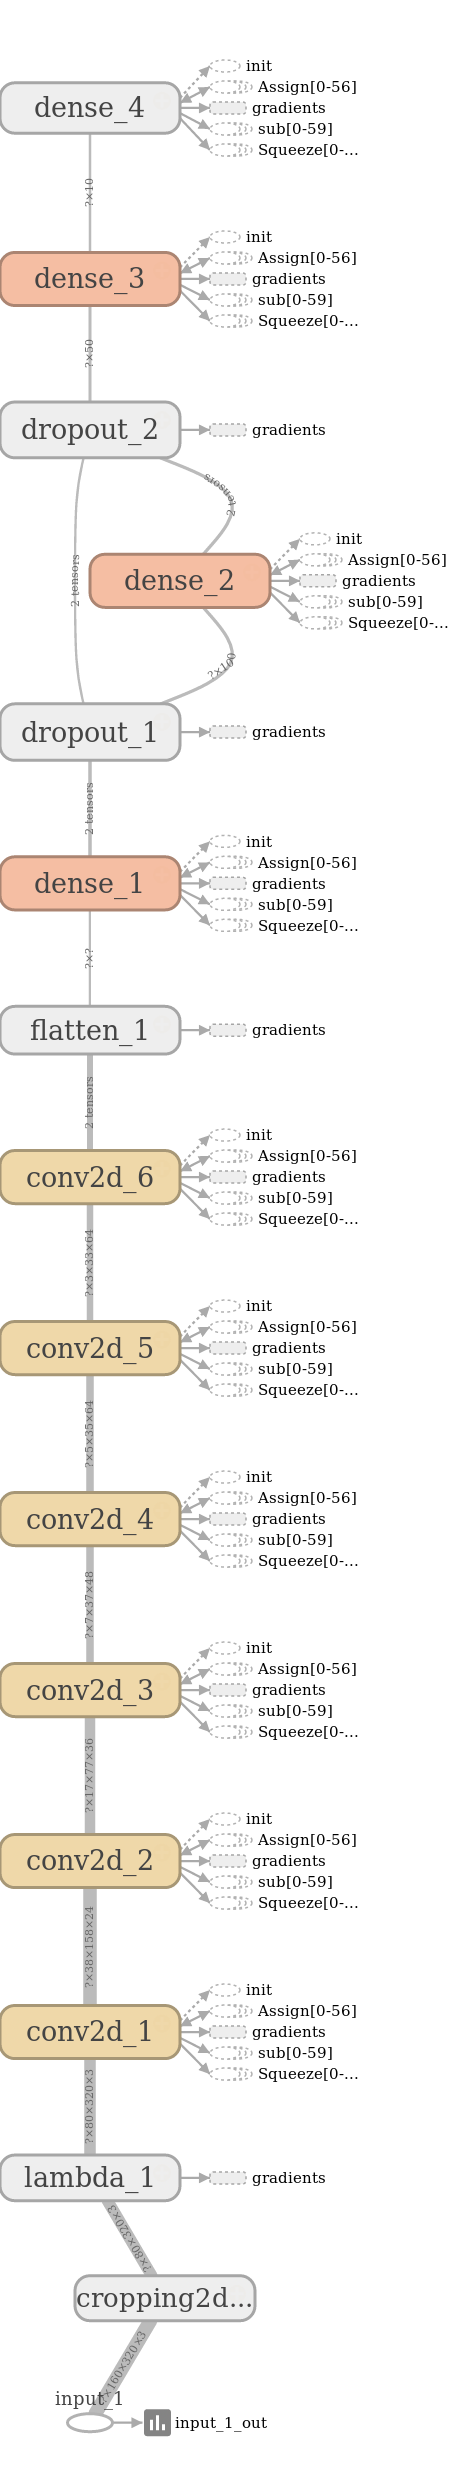 init
Assign[0-56]
dense_4
gradients
sub[0-59]
Squeeze[0-...
?×10
init
Assign[0-56]
dense_3
gradients
sub[0-59]
Squeeze[0-...
?×50
dropout_2
gradients
2 tensors
init
Assign[0-56]
dense_2
gradients
2 tensors
sub[0-59]
Squeeze[0-...
?×100
dropout_1
gradients
2 tensors
init
Assign[0-56]
dense_1
gradients
sub[0-59]
Squeeze[0-...
?×?
flatten_1
gradients
2 tensors
init
Assign[0-56]
conv2d_6
gradients
sub[0-59]
Squeeze[0-...
?×3×33×64
init
Assign[0-56]
conv2d_5
gradients
sub[0-59]
Squeeze[0-...
?×5×35×64
init
Assign[0-56]
conv2d_4
gradients
sub[0-59]
Squeeze[0-...
?×7×37×48
init
Assign[0-56]
conv2d_3
gradients
sub[0-59]
Squeeze[0-...
?×17×77×36
init
Assign[0-56]
conv2d_2
gradients
sub[0-59]
Squeeze[0-...
?×38×158×24
init
Assign[0-56]
conv2d_1
gradients
sub[0-59]
Squeeze[0-...
?×80×320×3
lambda_1
gradients
?×80×320×3
cropping2d...
×160×320×3
input_1
input_1_out